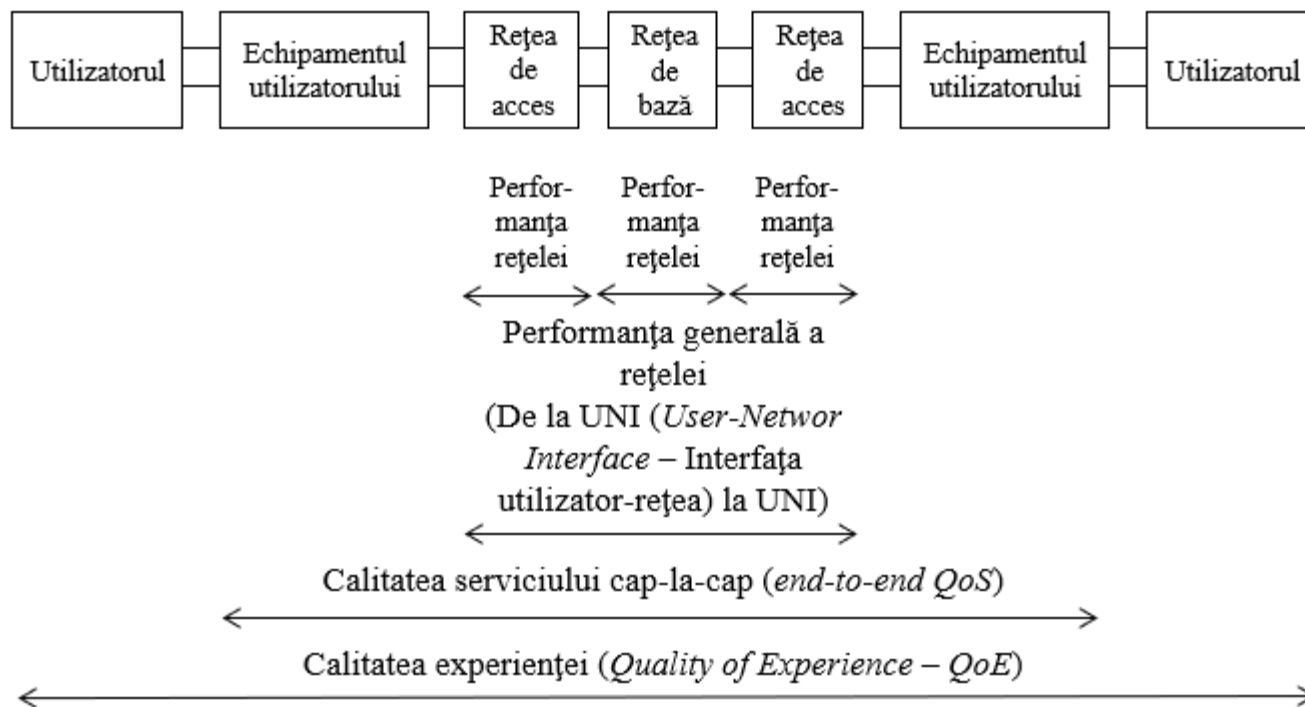 Utilizatorul
Echipamentul
utilizatorului
Reţea
de
acces
Reţea
de
bază
Reţea
de
acces
Echipamentul
utilizatorului
Utilizatorul
Perfor-
manţa
reţelei
Perfor-
manţa
reţelei
Perfor-
manţa
reţelei
Performanţa generală a
reţelei
(De la UNI (User-Networ
Interface – Interfaţa
utilizator-reţea) la UNI)
Calitatea serviciului cap-la-cap (end-to-end QoS)
Calitatea experienţei (Quality of Experience – QoE)